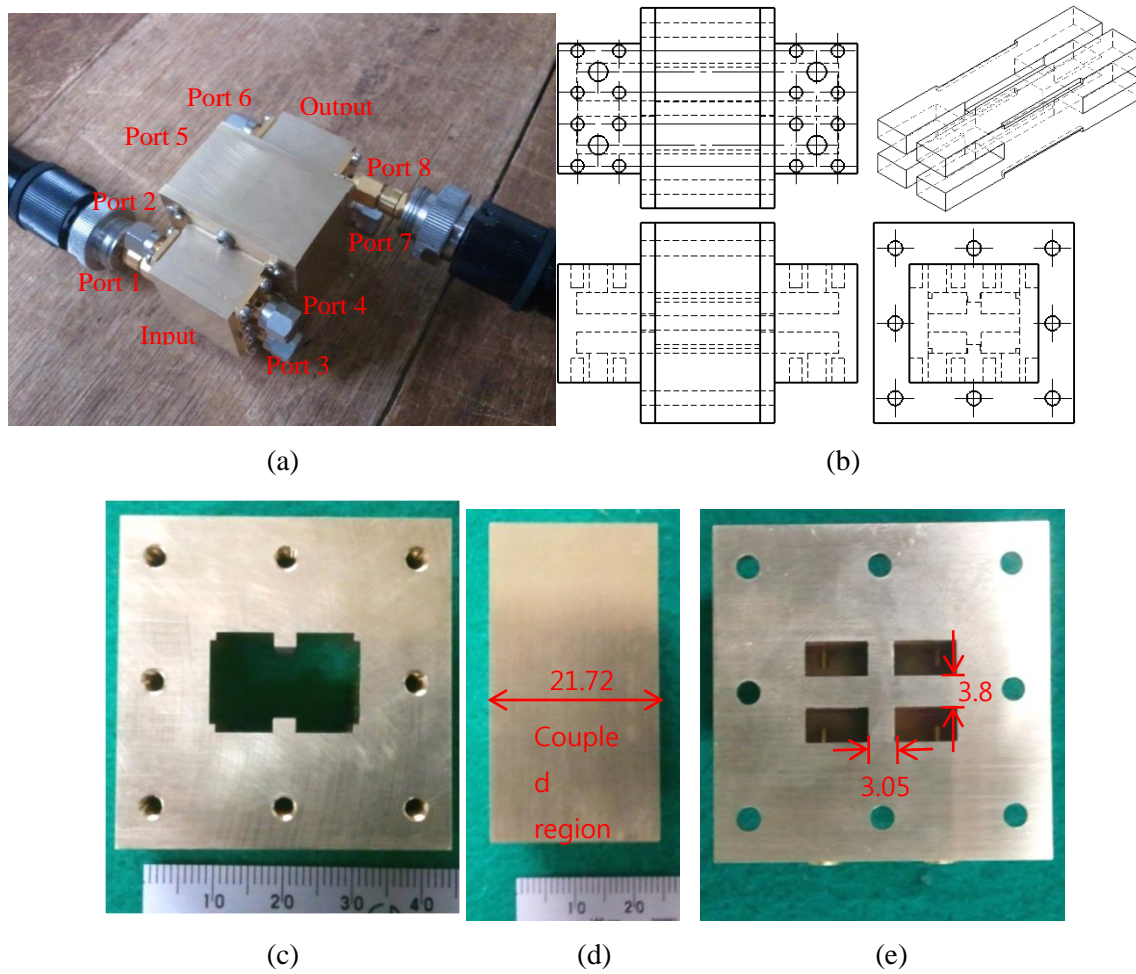 Port 6
Output
Port 5
Port 8
Port 2
Port 7
Port 1
Port 4
Input
Port 3
(a)
(b)
21.72
Couple
d
region
3.8
3.05
10 20 30 40
10 20
(c)
(d)
(e)